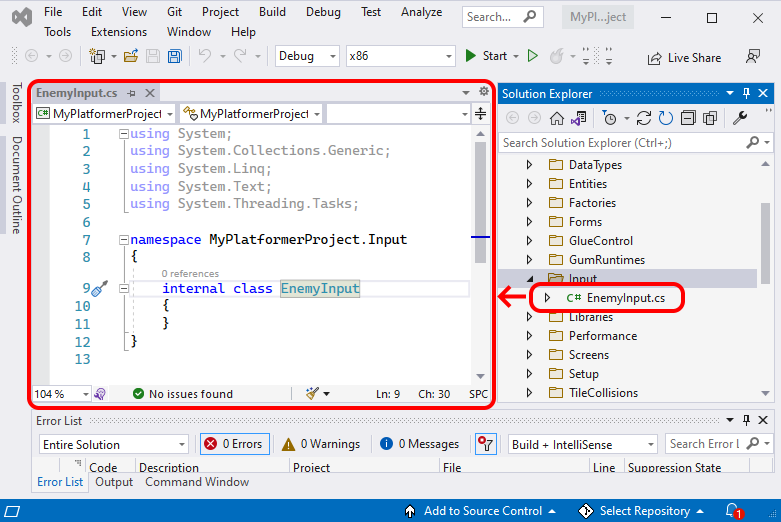 File Edit View Git Project Build Debug Test Analyze Search... MyPl...ject
Tools Extensions Window Help
Debug x86 Start Live Share
Toolbox
Document Outline
EnemyInput.cs
MyPlatformerProject MyPlatformerProject.
1 using System;
2 using System.Collections.Generic;
3 using System.Linq;
4 using System.Text;
5 using System.Threading.Tasks;
6
7 namespace MyPlatformerProject.Input
8 {
0 references
9 internal class EnemyInput
10 {
11 }
12 }
13
104 % No issues found Ln: 9 Ch: 30 SPC
Solution Explorer
Search Solution Explorer (Ctrl+;)
DataTypes
Entities
Factories
Forms
GlueControl
GumRuntimes
Input
C# EnemyInput.cs
Libraries
Performance
Screens
Setup
TileCollisions
Error List
Entire Solution 0 Errors 0 Warnings 0 Messages Build + IntelliSense Search Error L
Code Description Project File Line Suppression State
Error List Output Command Window
Add to Source Control Select Repository 1